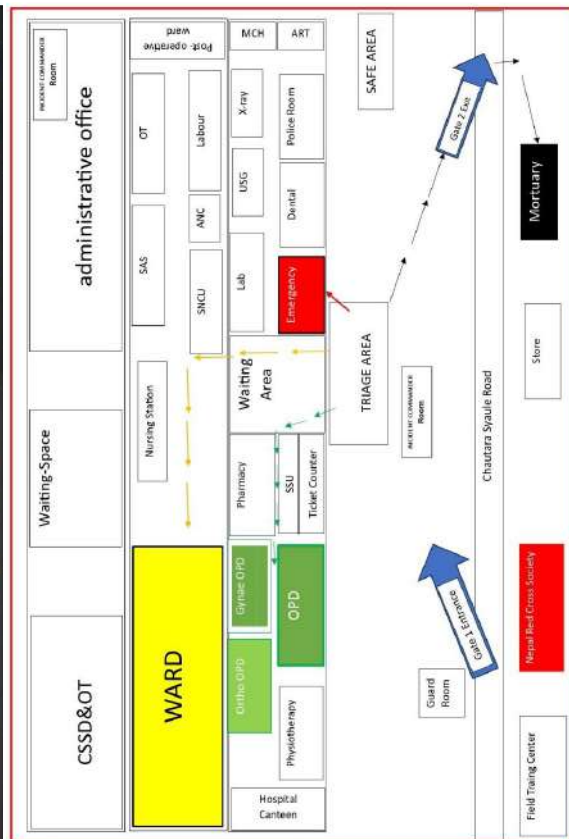 CSSD&OT
Waiting-Space
administrative office
INCIDENT COMMANDER
Room
WARD
Nursing Station
SAS
OT
SNCU
ANC
Labour
Post- operative
ward
Hospital
Canteen
Ortho OPD
Gynae OPD
Pharmacy
Waiting
Area
Lab
USG
X-ray
MCH
Physiotherapy
OPD
SSU
Ticket Counter
Emergency
Dental
Police Room
ART
TRIAGE AREA
SAFE AREA
INCIDENT COMMANDER
Room
Guard
Room
Gate 1 Entrance
Gate 2 Exe
Chautara Syaule Road
Field Traing Center
Nepal Red Cross Society
Store
Mortuary